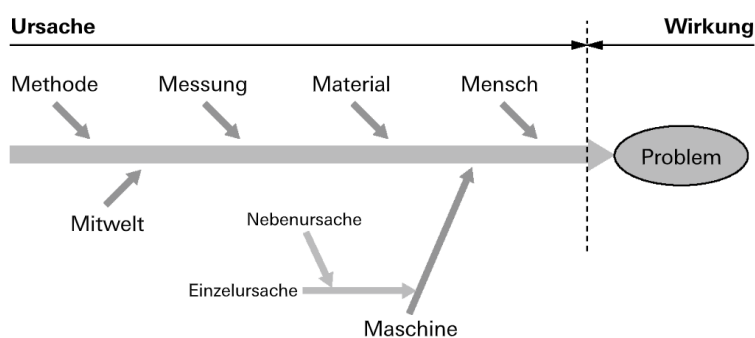 Ursache
Wirkung
Methode
Messung
Material
Mensch
Problem
Mitwelt
Nebenursache
Einzelursache
Maschine